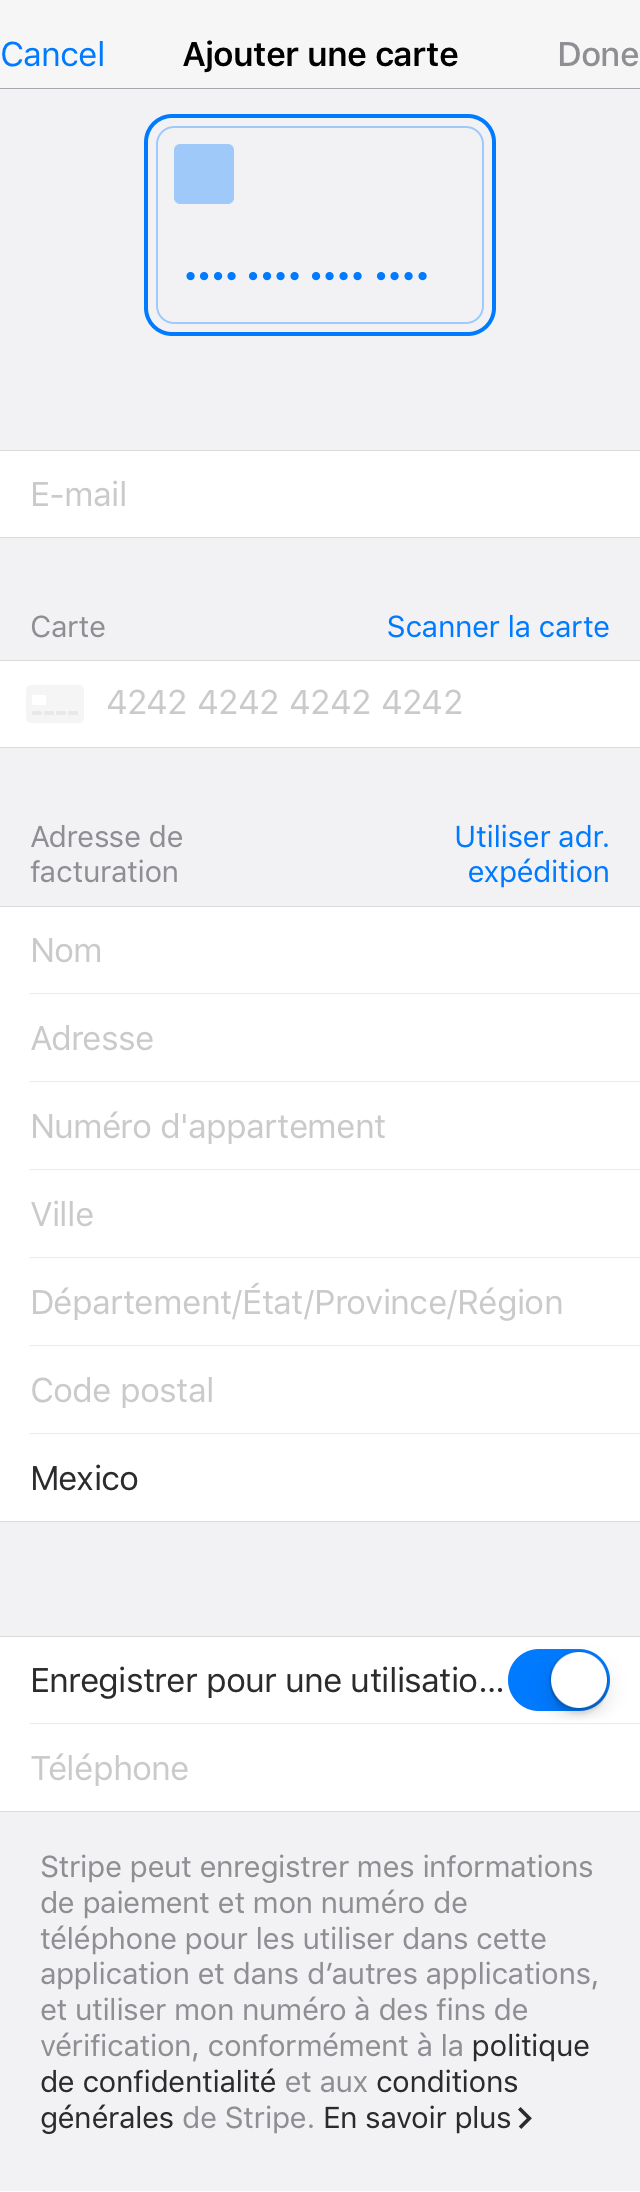 Cancel Ajouter une carte Done
•••• •••• •••• ••••
E-mail
Carte Scanner la carte
4242 4242 4242 4242
Adresse de facturation
Utiliser adr. expédition
Nom
Adresse
Numéro d'appartement
Ville
Département/État/Province/Région
Code postal
Mexico
Enregistrer pour une utilisatio...
Téléphone
Stripe peut enregistrer mes informations
de paiement et mon numéro de
téléphone pour les utiliser dans cette
application et dans d’autres applications,
et utiliser mon numéro à des fins de
vérification, conformément à la politique
de confidentialité et aux conditions
générales de Stripe. En savoir plus